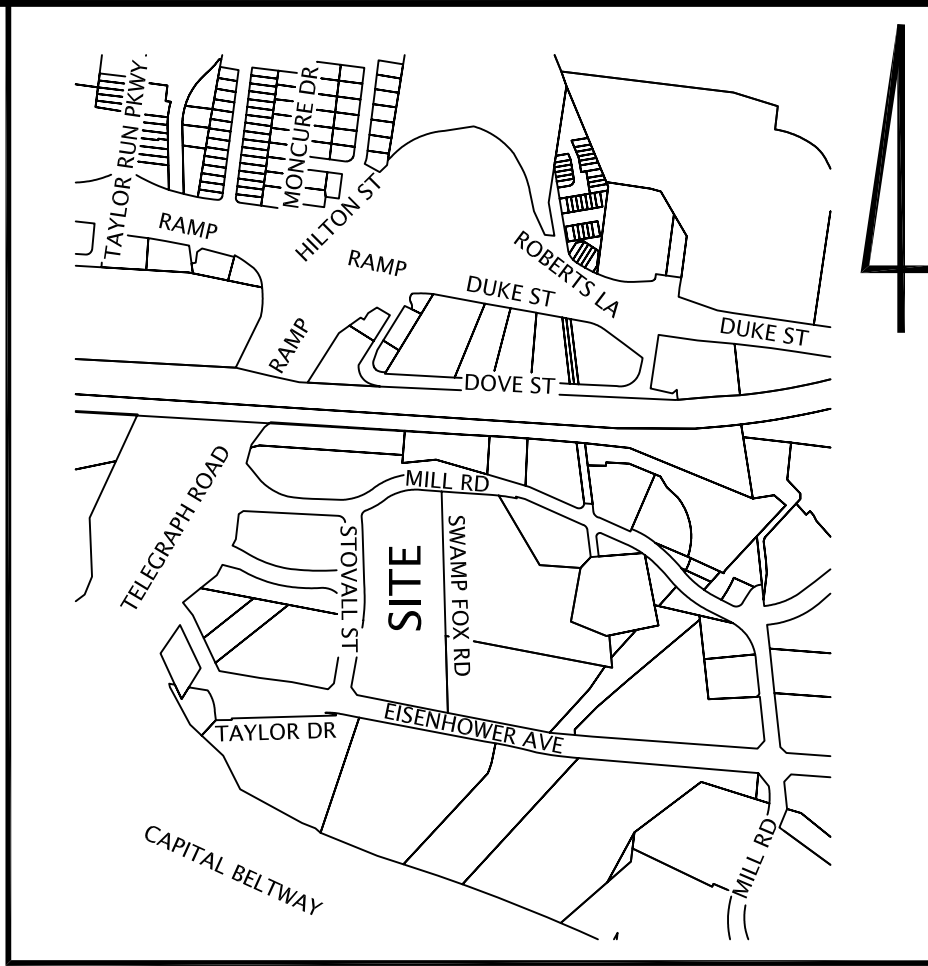 TAYLOR RUN PKWY.
MONCURE DR
HILTON ST
RAMP
RAMP
ROBERTS LA
DUKE ST
DUKE ST
RAMP
DOVE ST
TELEGRAPH ROAD
MILL RD
STOVALL ST
SITE
SWAMP FOX RD
EISENHOWER AVE
TAYLOR DR
CAPITAL BELTWAY
MILL RD